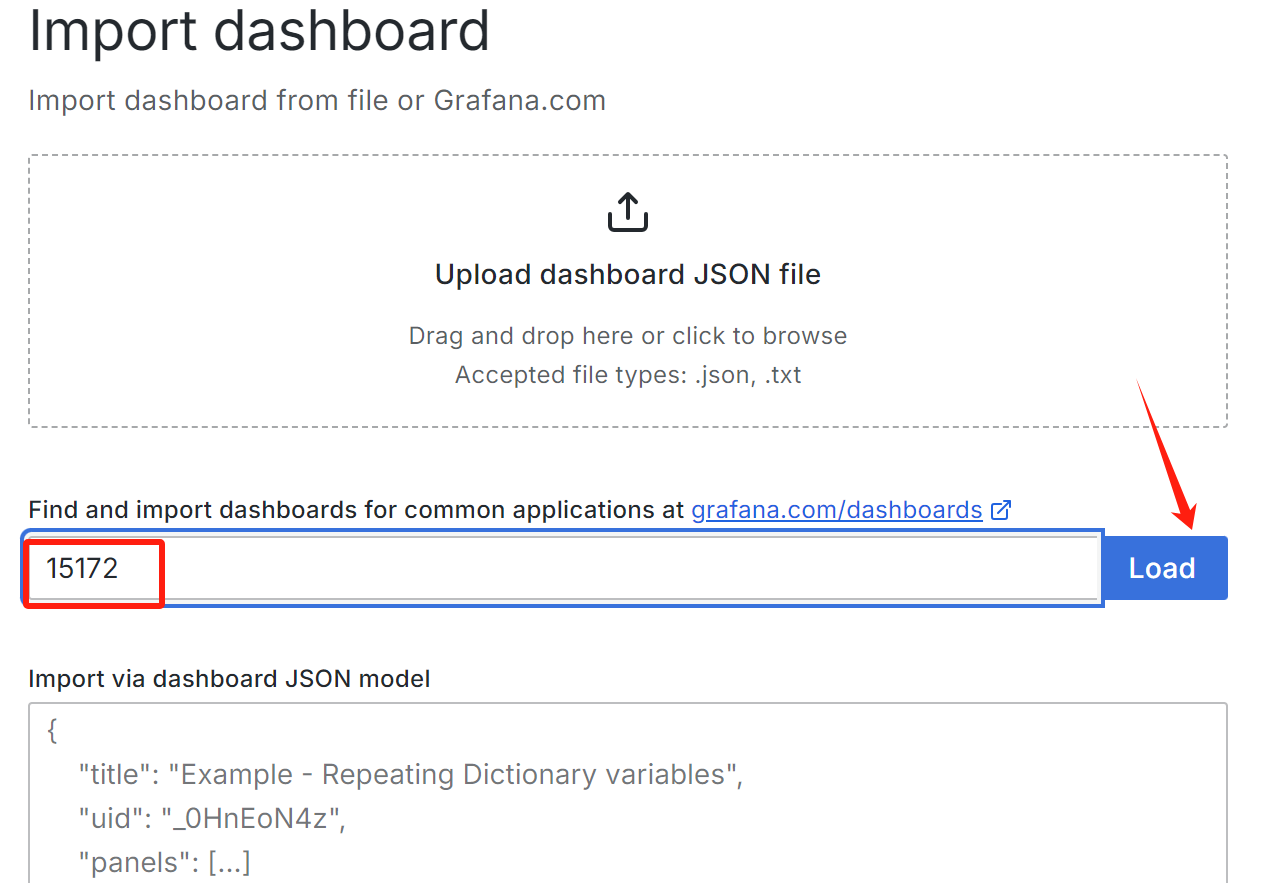 Import dashboard
Import dashboard from file or Grafana.com
Upload dashboard JSON file
Drag and drop here or click to browse
Accepted file types: .json, .txt
Find and import dashboards for common applications at grafana.com/dashboards
15172
Load
Import via dashboard JSON model
{
"title": "Example - Repeating Dictionary variables",
"uid": "_0HnEoN4z",
"panels": [...]